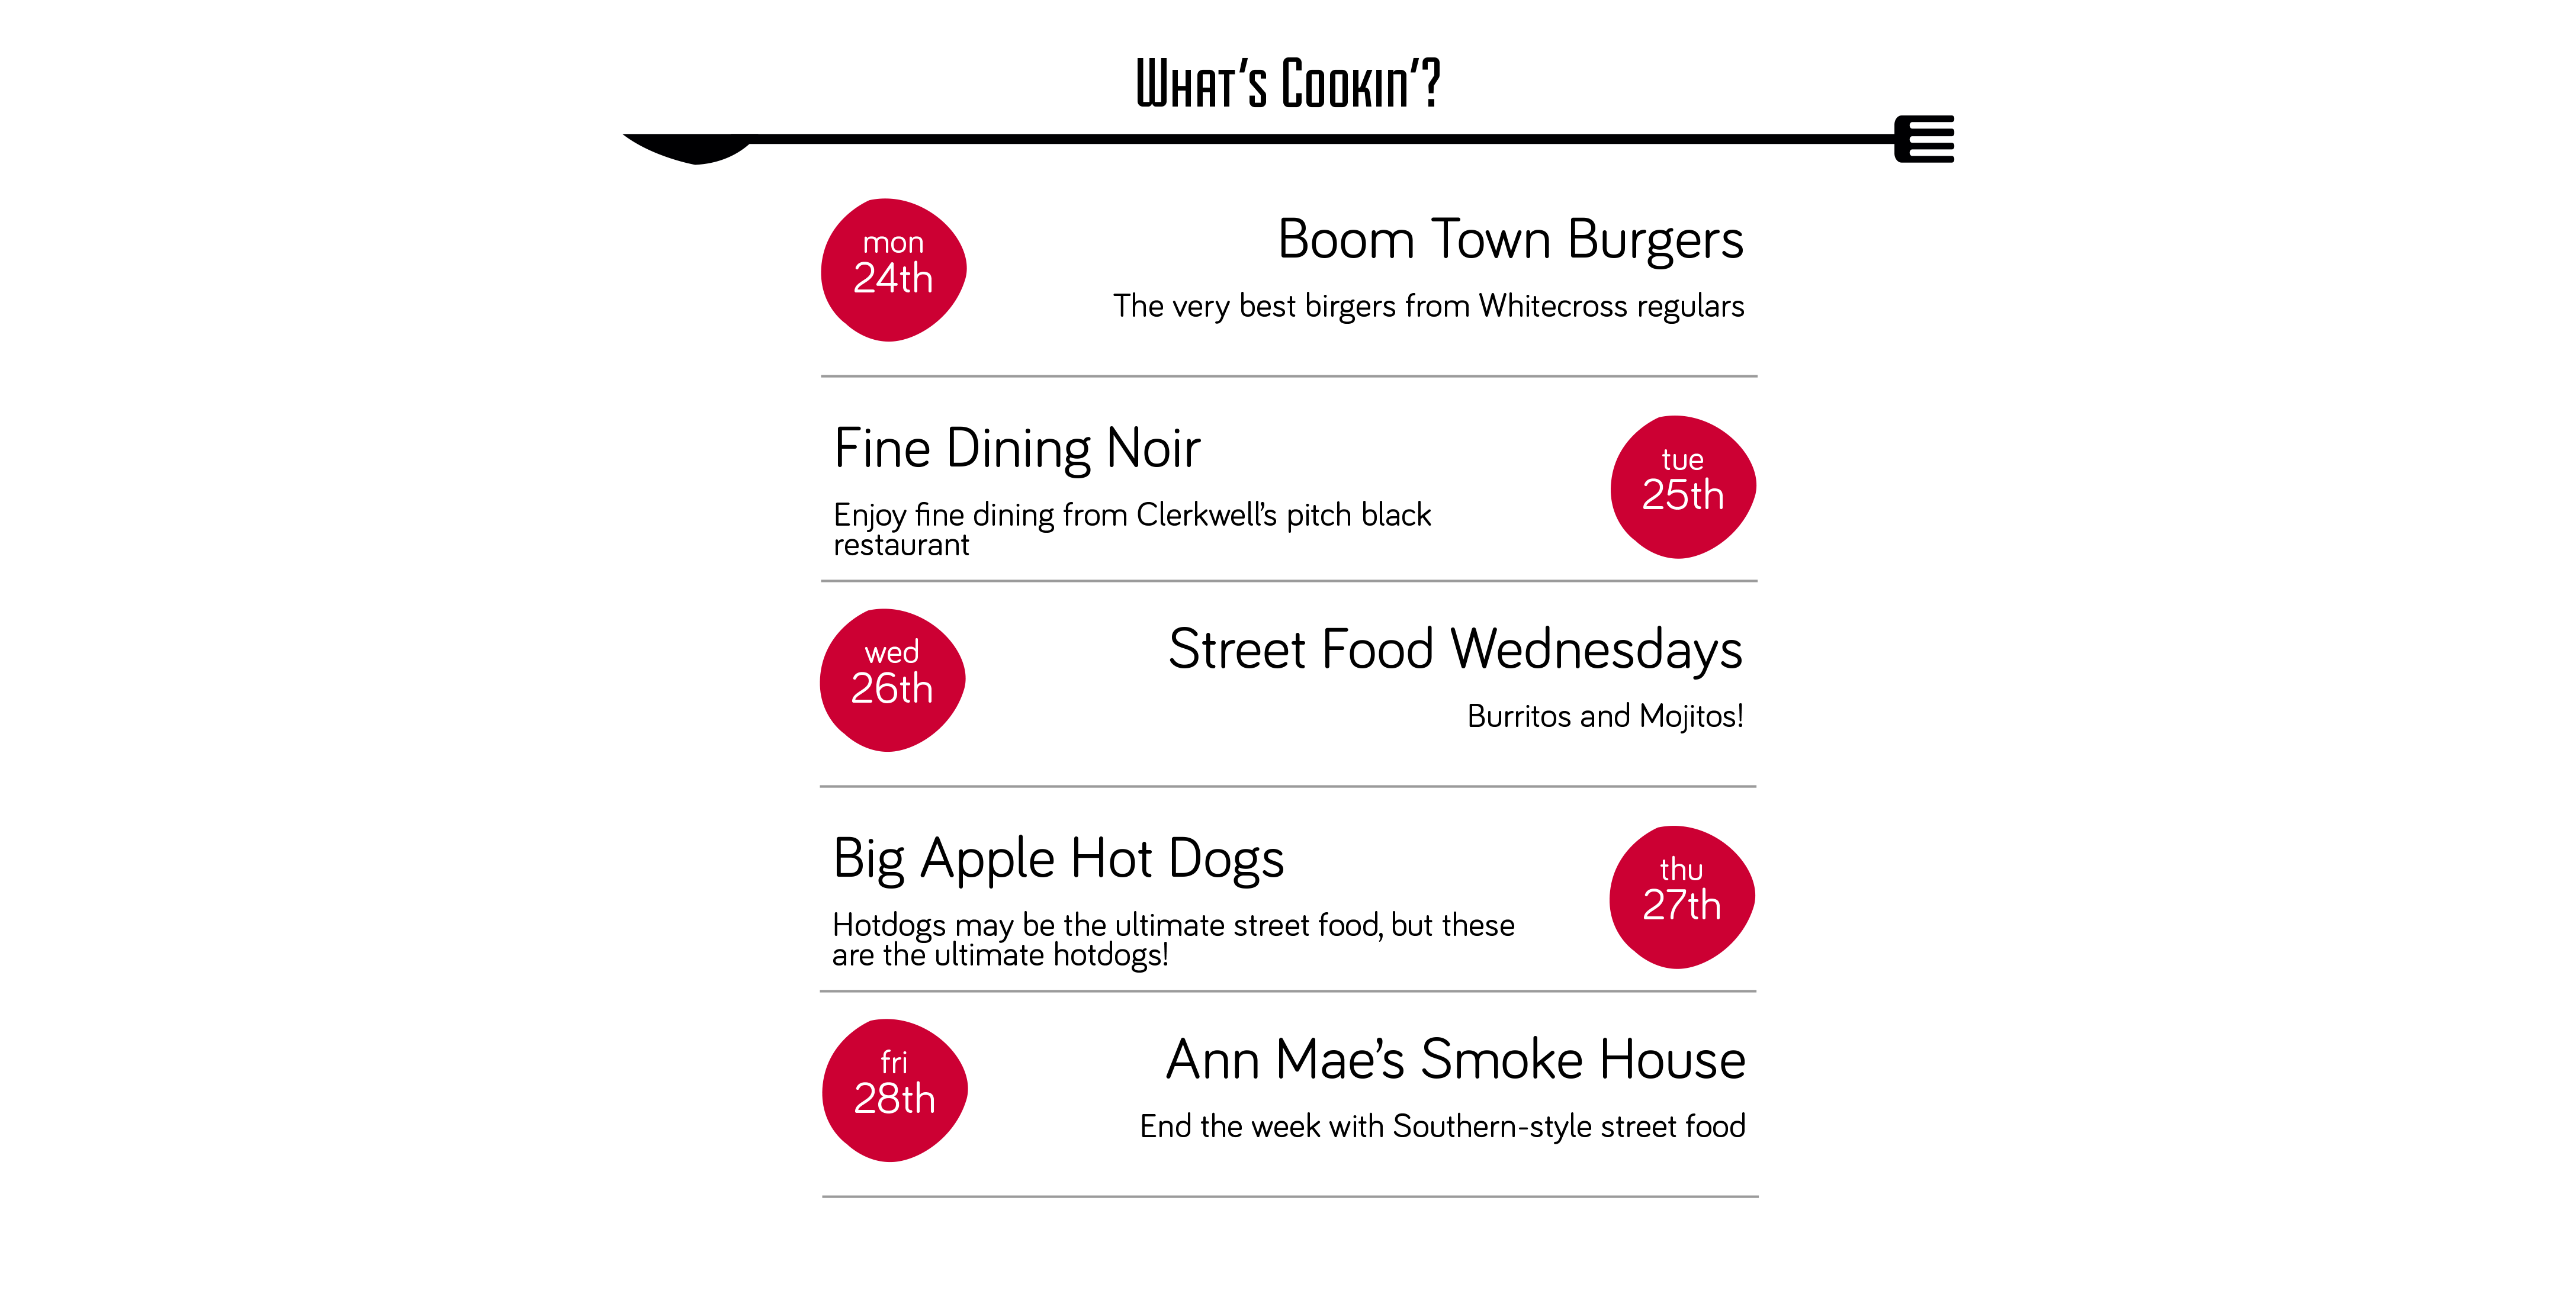 What's Cookin'?
mon
24th
Boom Town Burgers
The very best birgers from Whitecross regulars
Fine Dining Noir
Enjoy fine dining from Clerkwell's pitch black
restaurant
tue
25th
wed
26th
Street Food Wednesdays
Burritos and Mojitos!
Big Apple Hot Dogs
Hotdogs may be the ultimate street food, but these
are the ultimate hotdogs!
thu
27th
fri
28th
Ann Mae's Smoke House
End the week with Southern-style street food